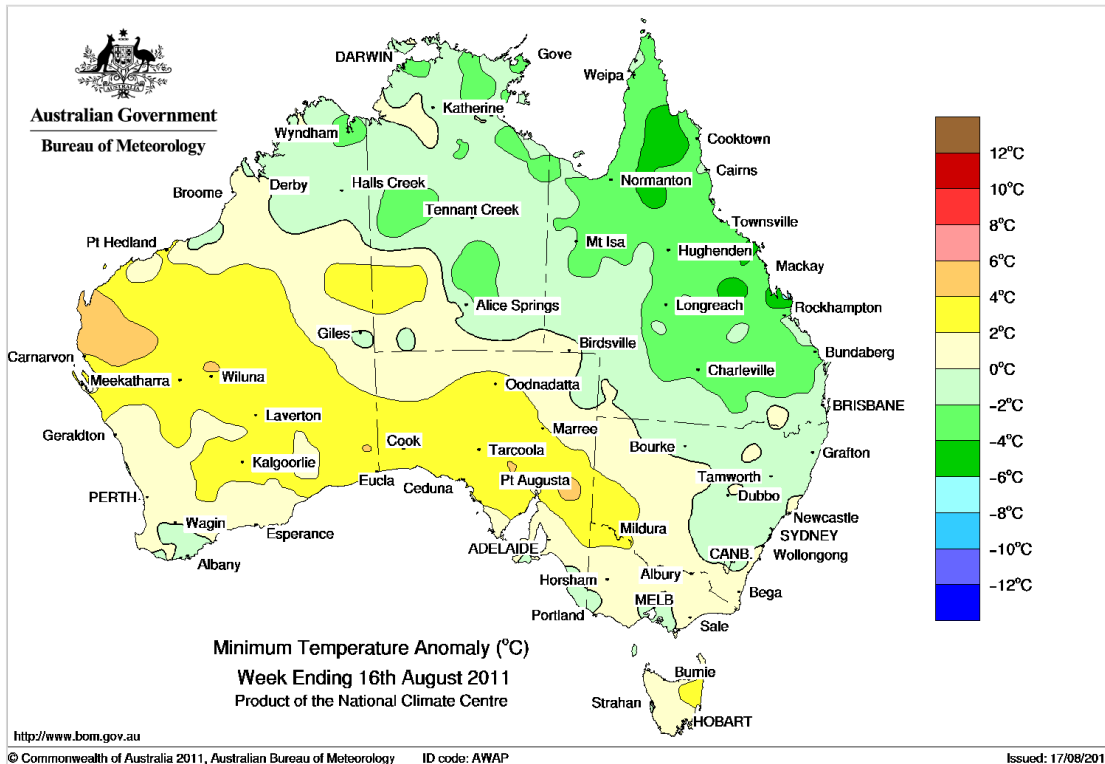 Australian Government
Bureau of Meteorology
DARWIN
Gove
Weipa
Katherine
Wyndham
Cooktown
Cairns
Broome
Derby
Halls Creek
Normanton
Tennant Creek
Townsville
Pt Hedland
Mt Isa
Hughenden
Mackay
Alice Springs
Longreach
Rockhampton
Giles
Birdsville
Carnarvon
Bundaberg
Meekatharra
Wiluna
Charleville
Oodnadatta
BRISBANE
Laverton
Marree
Geraldton
Cook
Bourke
Grafton
Kalgoorlie
Tarcoola
Tamworth
Eucla
Ceduna
Pt Augusta
Dubbo
PERTH
Wagin
Newcastle
Esperance
Mildura
SYDNEY
ADELAIDE
CANB.
Wollongong
Albany
Horsham
Albury
Bega
Portland
MELB
Sale
Burnie
Strahan
HOBART
12°C
10°C
8°C
6°C
4°C
2°C
0°C
−2°C
−4°C
−6°C
−8°C
−10°C
−12°C
Minimum Temperature Anomaly (°C)
Week Ending 16th August 2011
Product of the National Climate Centre
http://www.bom.gov.au
© Commonwealth of Australia 2011, Australian Bureau of Meteorology ID code: AWAP Issued: 17/08/201